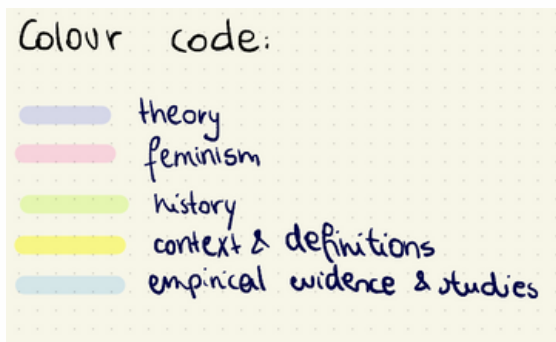 Colour code:
theory
feminism
history
context & definitions
empirical evidence & studies